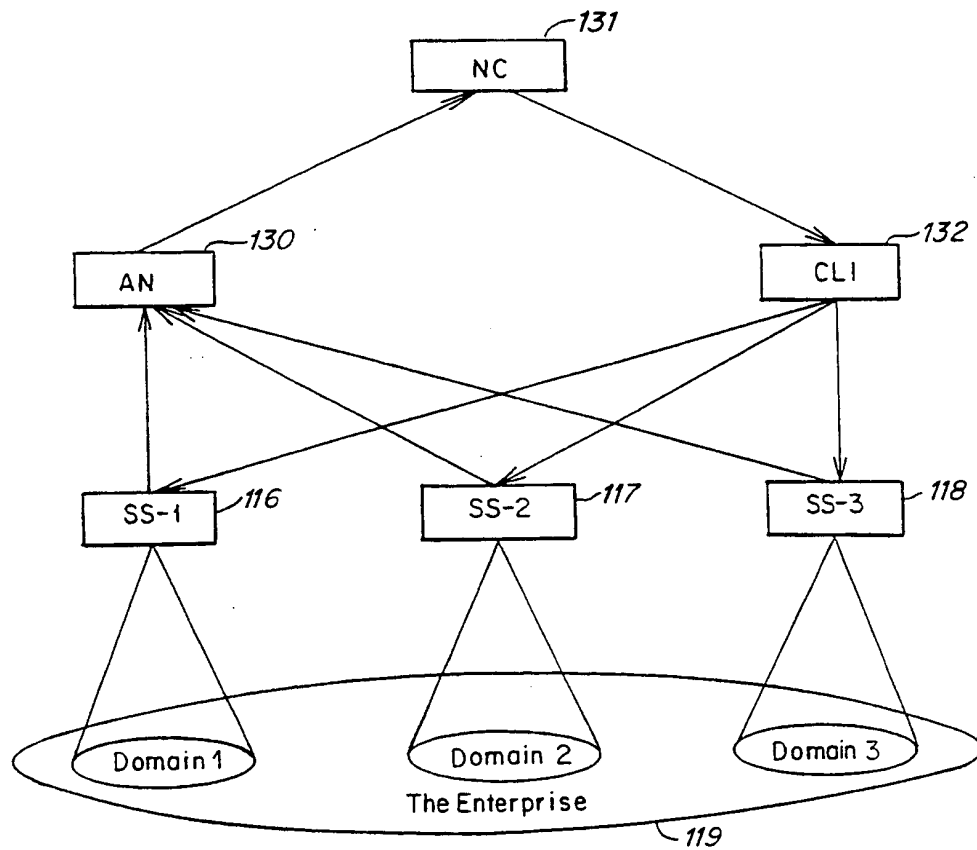 131
NC
130
AN
132
CLI
SS-1
116
SS-2
117
SS-3
118
Domain 1
Domain 2
Domain 3
The Enterprise
119